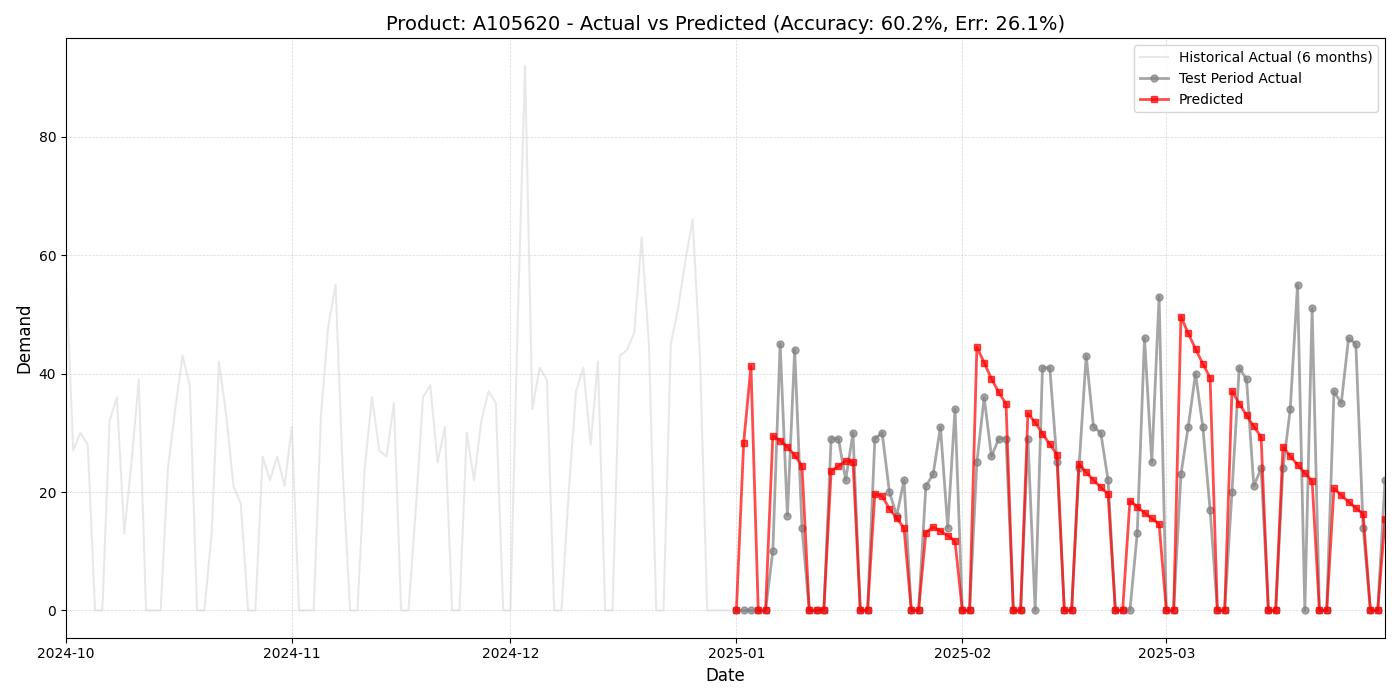 Product: A105620 - Actual vs Predicted (Accuracy: 60.2%, Err: 26.1%)
Historical Actual (6 months)
Test Period Actual
Predicted
Demand
80
60
40
20
0
2024-10
2024-11
2024-12
2025-01
2025-02
2025-03
Date